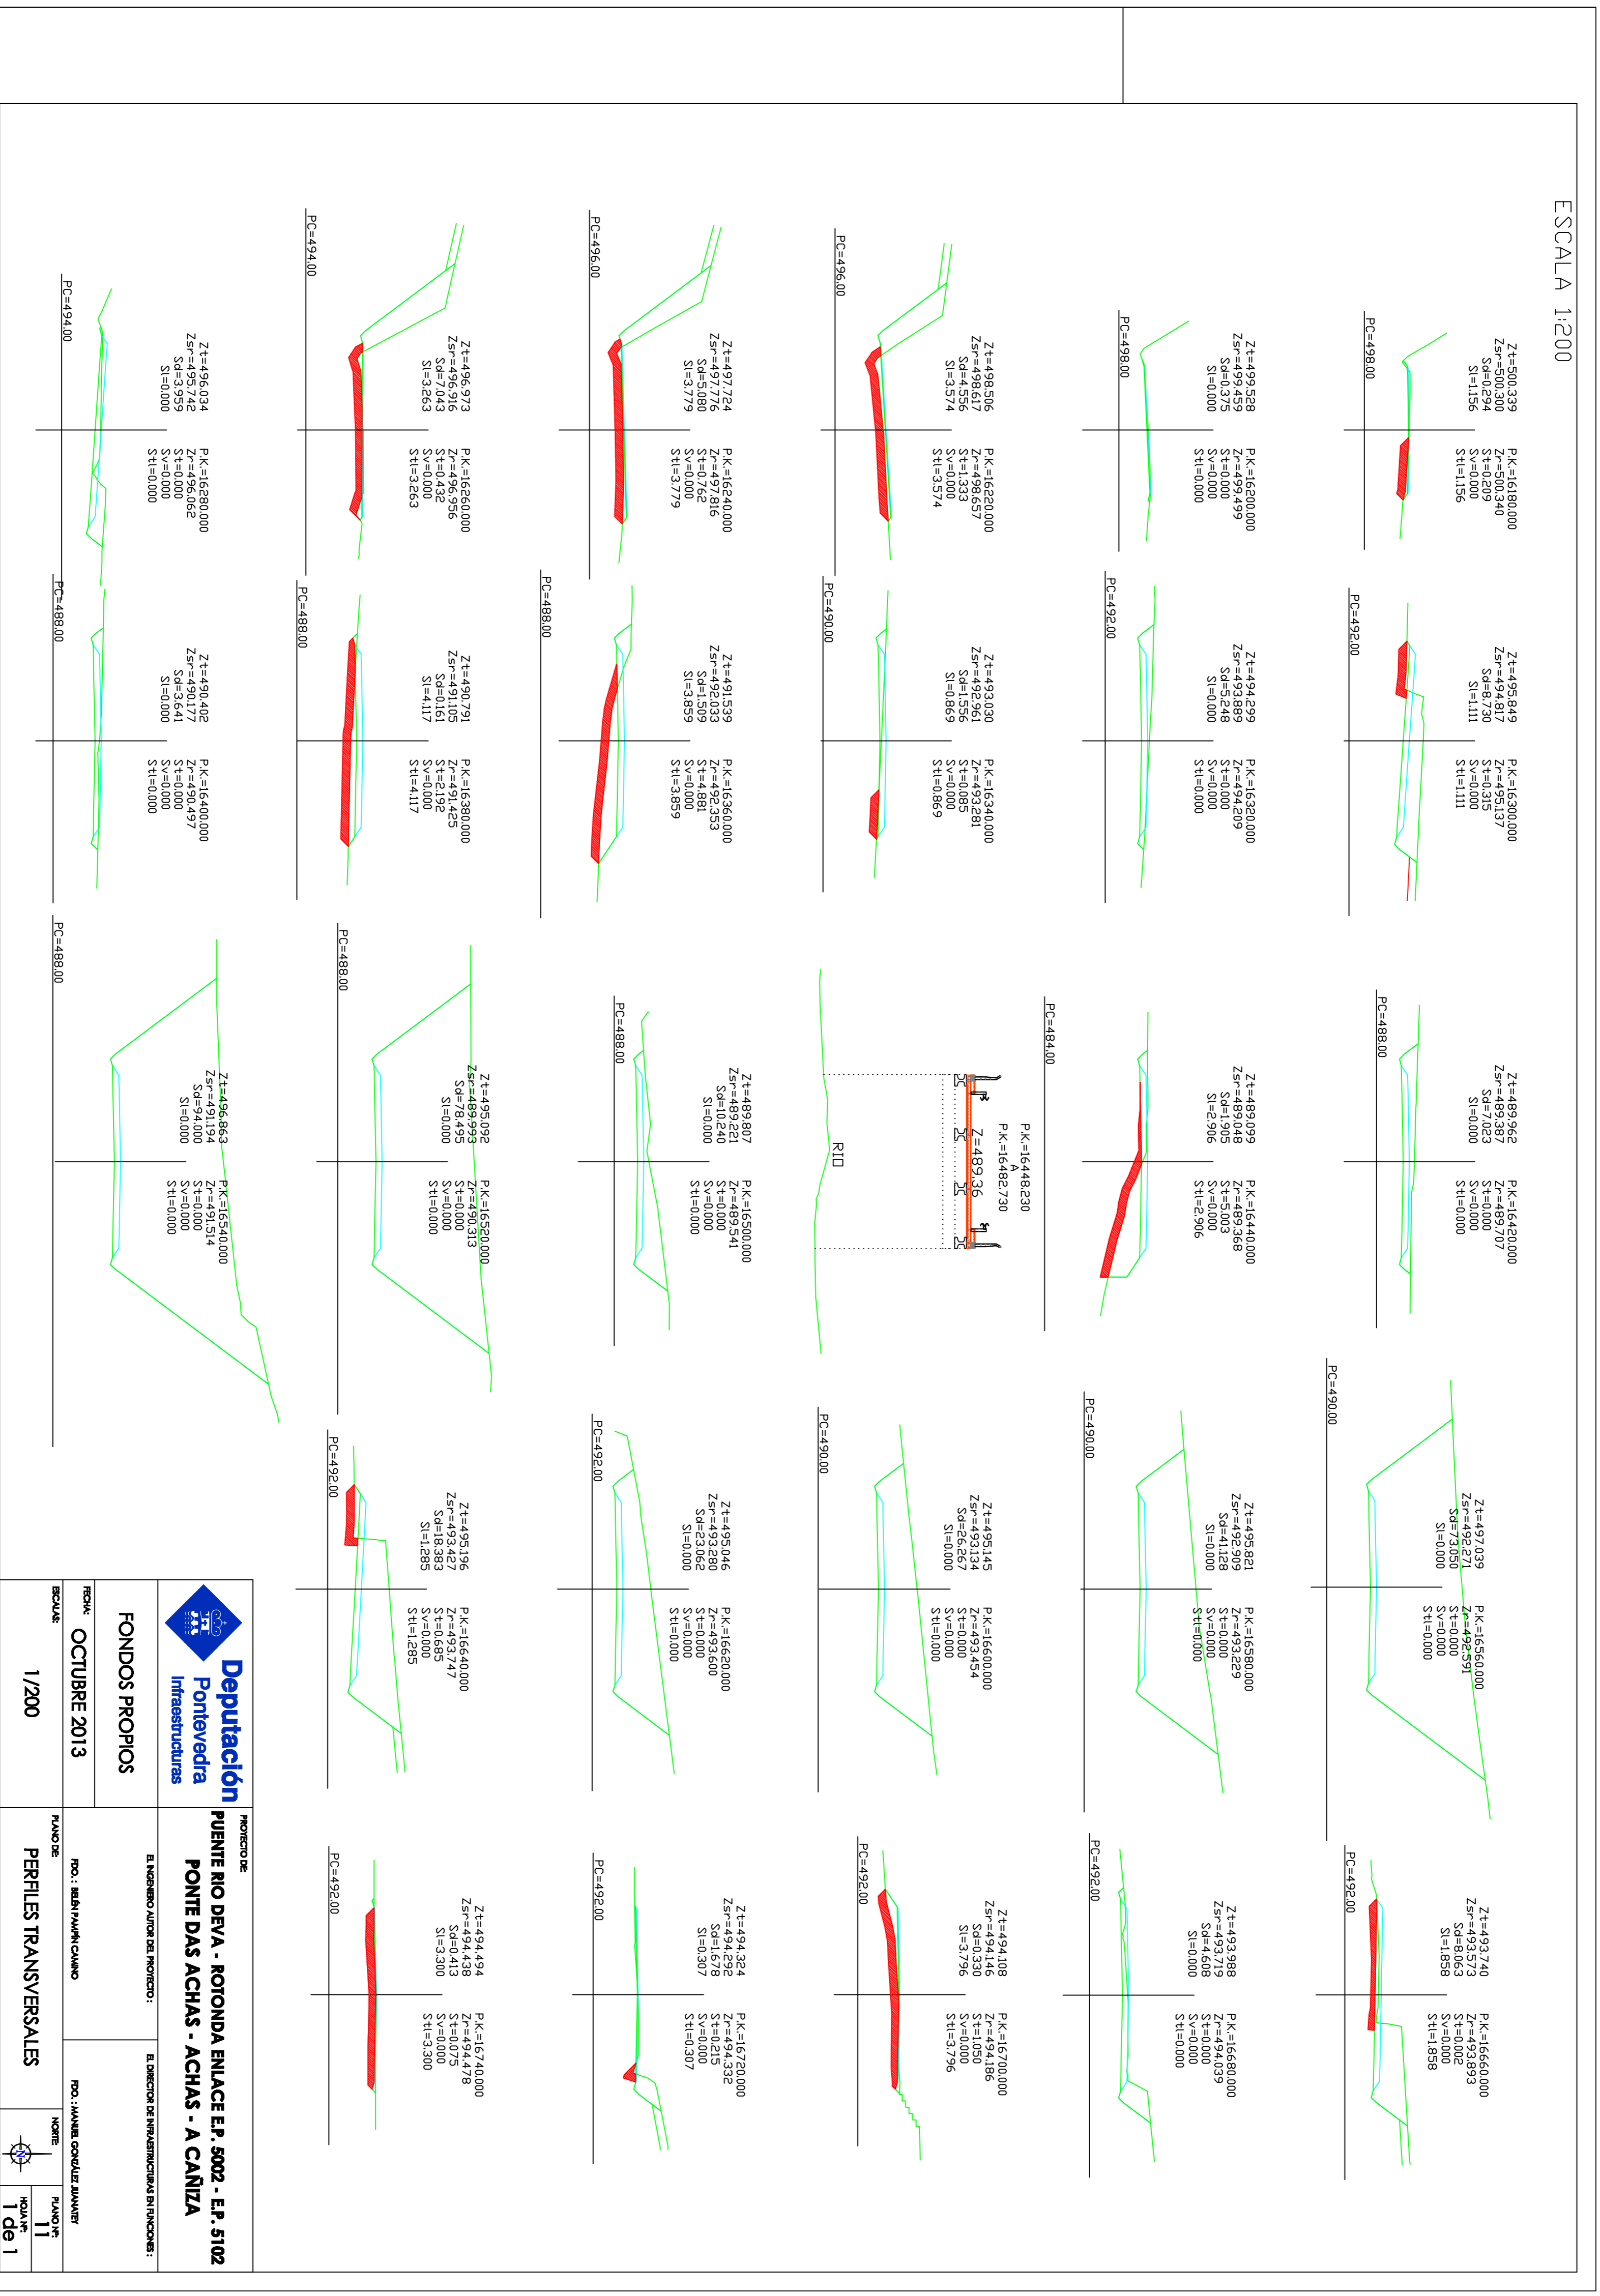 ESCALA 1:200
Zt=500.339 P.K.=16180.000
Zsr=500.300 Zr=500.340
Sd=0.294 St=0.209
Sl=1.156 Sv=0.000
Stl=1.156
PC=498.00
Zt=499.528 P.K.=16200.000
Zsr=499.459 Zr=499.499
Sd=0.375 St=0.000
Sl=0.000 Sv=0.000
Stl=0.000
PC=498.00
Zt=498.506 P.K.=16220.000
Zsr=498.617 Zr=498.657
Sd=4.556 St=1.333
Sl=3.574 Sv=0.000
Stl=3.574
PC=496.00
Zt=497.724 P.K.=16240.000
Zsr=497.776 Zr=497.816
Sd=5.080 St=0.762
Sl=3.779 Sv=0.000
Stl=3.779
PC=496.00
Zt=496.973 P.K.=16260.000
Zsr=496.916 Zr=496.956
Sd=7.043 St=0.432
Sl=3.263 Sv=0.000
Stl=3.263
PC=494.00
Zt=496.034 P.K.=16280.000
Zsr=495.742 Zr=496.062
Sd=3.959 St=0.000
Sl=0.000 Sv=0.000
Stl=0.000
PC=494.00
Zt=495.849 P.K.=16300.000
Zsr=494.817 Zr=495.137
Sd=8.730 St=0.315
Sl=1.111 Sv=0.000
Stl=1.111
PC=492.00
Zt=494.299 P.K.=16320.000
Zsr=493.889 Zr=494.209
Sd=5.248 St=0.000
Sl=0.000 Sv=0.000
Stl=0.000
PC=492.00
Zt=493.030 P.K.=16340.000
Zsr=492.961 Zr=493.281
Sd=1.556 St=0.085
Sl=0.869 Sv=0.000
Stl=0.869
PC=490.00
Zt=491.539 P.K.=16360.000
Zsr=492.033 Zr=492.353
Sd=1.509 St=4.881
Sl=3.859 Sv=0.000
Stl=3.859
PC=488.00
Zt=490.791 P.K.=16380.000
Zsr=491.105 Zr=491.425
Sd=0.161 St=2.192
Sl=4.117 Sv=0.000
Stl=4.117
PC=488.00
Zt=490.402 P.K.=16400.000
Zsr=490.177 Zr=490.497
Sd=3.641 St=0.000
Sl=0.000 Sv=0.000
Stl=0.000
PC=488.00
Zt=489.962 P.K.=16420.000
Zsr=489.387 Zr=489.707
Sd=7.023 St=0.000
Sl=0.000 Sv=0.000
Stl=0.000
PC=488.00
Zt=489.099 P.K.=16440.000
Zsr=489.048 Zr=489.368
Sd=1.905 St=5.003
Sl=2.906 Sv=0.000
Stl=2.906
PC=484.00
P.K.=16448.230
A
P.K.=16482.730
Z=489.36
RIO
Zt=489.807 P.K.=16500.000
Zsr=489.221 Zr=489.541
Sd=10.240 St=0.000
Sl=0.000 Sv=0.000
Stl=0.000
PC=488.00
Zt=495.092 P.K.=16520.000
Zsr=489.993 Zr=490.313
Sd=78.495 St=0.000
Sl=0.000 Sv=0.000
Stl=0.000
PC=488.00
Zt=496.863 P.K.=16540.000
Zsr=491.194 Zr=491.514
Sd=94.000 St=0.000
Sl=0.000 Sv=0.000
Stl=0.000
PC=488.00
Zt=497.039 P.K.=16560.000
Zsr=492.271 Zr=492.591
Sd=73.050 St=0.000
Sl=0.000 Sv=0.000
Stl=0.000
PC=490.00
Zt=495.821 P.K.=16580.000
Zsr=492.909 Zr=493.229
Sd=41.128 St=0.000
Sl=0.000 Sv=0.000
Stl=0.000
PC=490.00
Zt=495.145 P.K.=16600.000
Zsr=493.134 Zr=493.454
Sd=26.267 St=0.000
Sl=0.000 Sv=0.000
Stl=0.000
PC=490.00
Zt=495.046 P.K.=16620.000
Zsr=493.280 Zr=493.600
Sd=23.062 St=0.000
Sl=0.000 Sv=0.000
Stl=0.000
PC=492.00
Zt=495.196 P.K.=16640.000
Zsr=493.427 Zr=493.747
Sd=18.383 St=0.685
Sl=1.285 Sv=0.000
Stl=1.285
PC=492.00
Zt=493.740 P.K.=16660.000
Zsr=493.573 Zr=493.893
Sd=8.063 St=0.002
Sl=1.858 Sv=0.000
Stl=1.858
PC=492.00
Zt=493.988 P.K.=16680.000
Zsr=493.719 Zr=494.039
Sd=4.608 St=0.000
Sl=0.000 Sv=0.000
Stl=0.000
PC=492.00
Zt=494.108 P.K.=16700.000
Zsr=494.146 Zr=494.186
Sd=0.330 St=1.050
Sl=3.796 Sv=0.000
Stl=3.796
PC=492.00
Zt=494.324 P.K.=16720.000
Zsr=494.292 Zr=494.332
Sd=1.678 St=0.215
Sl=0.307 Sv=0.000
Stl=0.307
PC=492.00
Zt=494.494 P.K.=16740.000
Zsr=494.438 Zr=494.478
Sd=0.413 St=0.075
Sl=3.300 Sv=0.000
Stl=3.300
PC=492.00
Deputación
Pontevedra
Infraestructuras
FONDOS PROPIOS
FECHA: OCTUBRE 2013
ESCALAS: 1/200
PROYECTO DE:
PUENTE RIO DEVA - ROTONDA ENLACE E.P. 5002 - E.P. 5102
PONTE DAS ACHAS - ACHAS - A CAÑIZA
EL INGENIERO AUTOR DEL PROYECTO :
FDO. : BELÉN PAMPÍN CAMINO
EL DIRECTOR DE INFRAESTRUCTURAS EN FUNCIONES :
FDO. : MANUEL GONZÁLEZ JUANATEY
PLANO DE:
PERFILES TRANSVERSALES
NORTE:
N
PLANO Nº:
11
HOJA Nº:
1 de 1